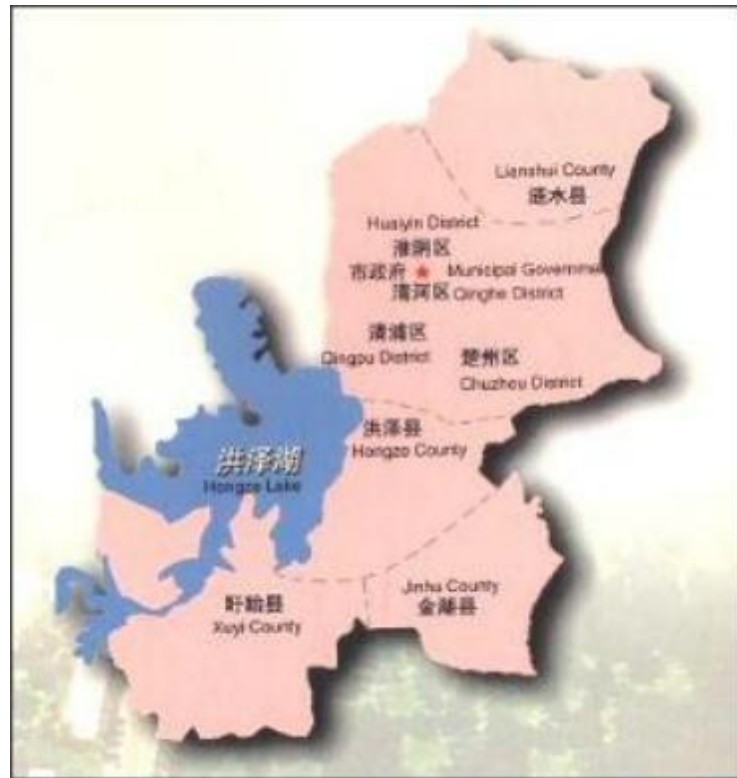 Lianshui County
涟水县
Huaiyin District
淮阴区
市政府 ★ Municipal Governme
清河区 Qinghe District
清浦区
Qingpu District
楚州区
Chuzhou District
洪泽县
Hongze County
洪泽湖
Hongze Lake
Jinhu County
金湖县
盱眙县
Xuyi County